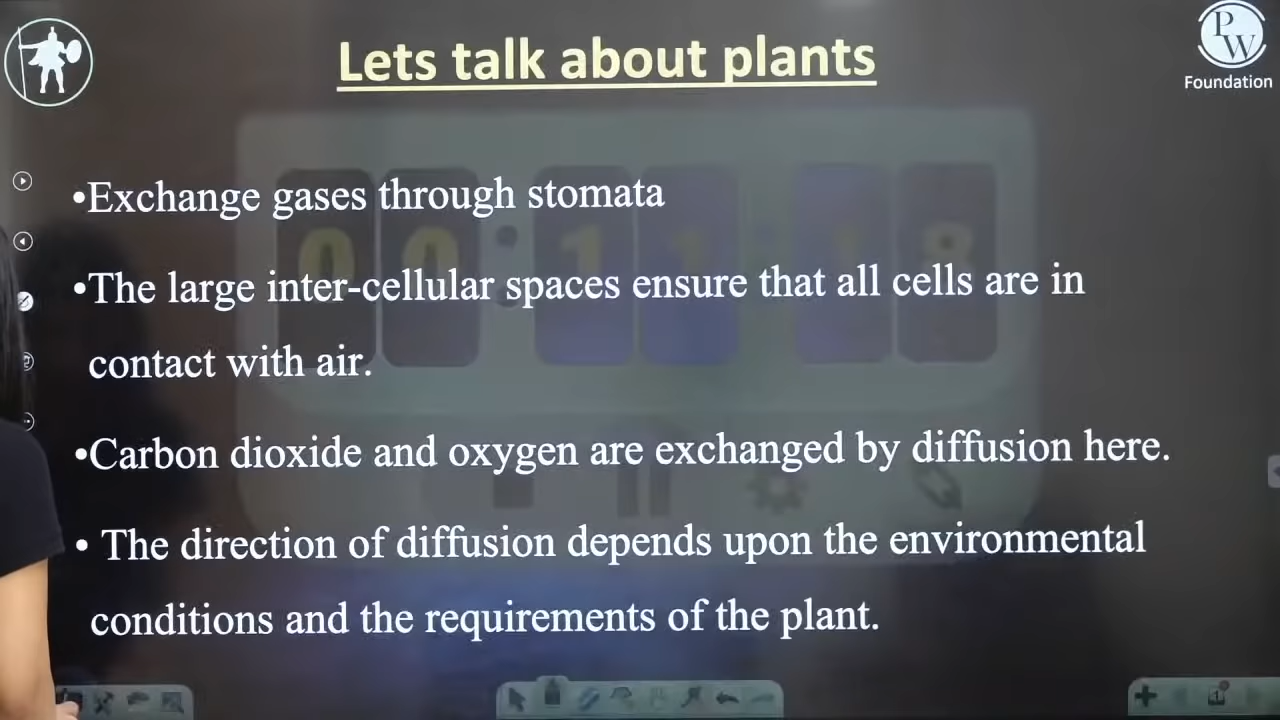 Lets talk about plants
PW
Foundation
•Exchange gases through stomata
•The large inter-cellular spaces ensure that all cells are in
contact with air.
•Carbon dioxide and oxygen are exchanged by diffusion here.
• The direction of diffusion depends upon the environmental
conditions and the requirements of the plant.